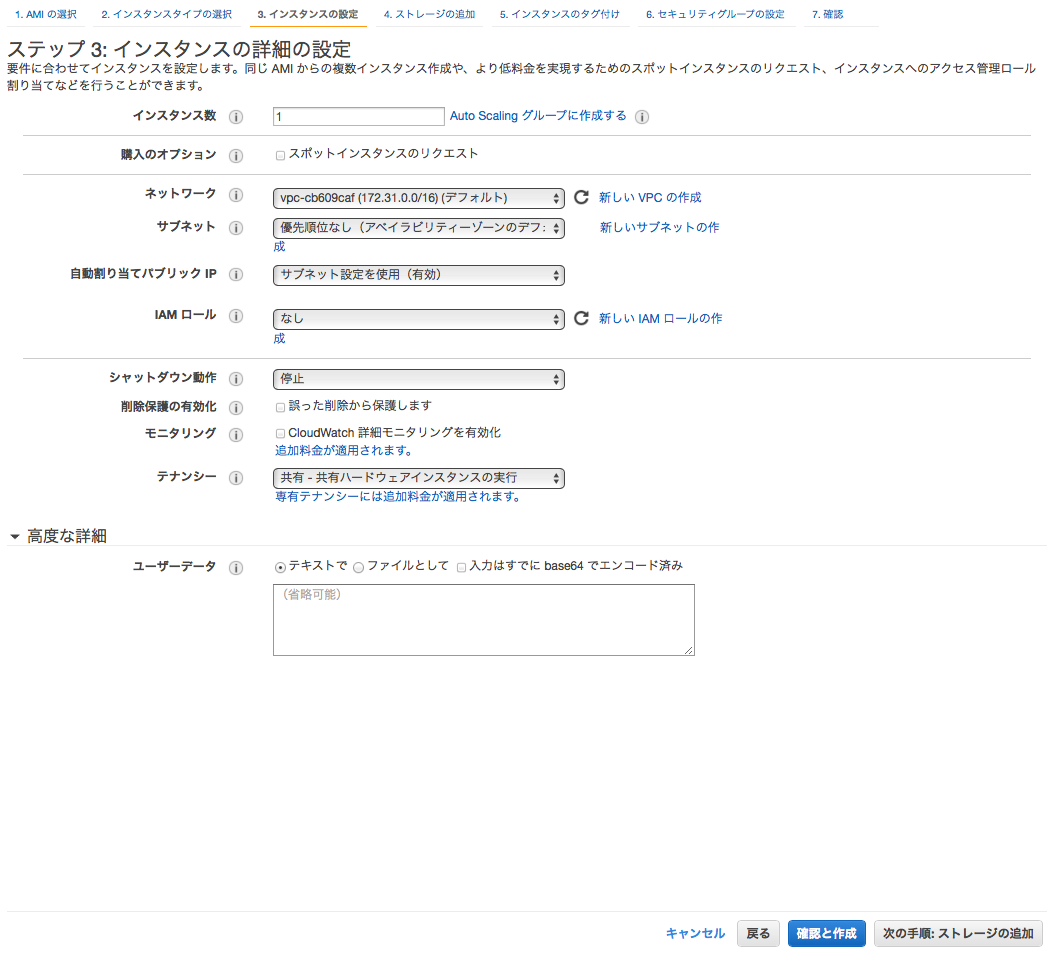 1. AMI の選択 2. インスタンスタイプの選択 3. インスタンスの設定 4. ストレージの追加 5. インスタンスのタグ付け 6. セキュリティグループの設定 7. 確認
ステップ 3: インスタンスの詳細の設定
要件に合わせてインスタンスを設定します。同じ AMI からの複数インスタンス作成や、より低料金を実現するためのスポットインスタンスのリクエスト、インスタンスへのアクセス管理ロール
割り当てなどを行うことができます。
インスタンス数 1 Auto Scaling グループに作成する
購入のオプション スポットインスタンスのリクエスト
ネットワーク vpc-cb609caf (172.31.0.0/16) (デフォルト) 新しい VPC の作成
サブネット 優先順位なし（アベイラビリティーゾーンのデフ: 新しいサブネットの作
成
自動割り当てパブリック IP サブネット設定を使用（有効）
IAM ロール なし 新しい IAM ロールの作
成
シャットダウン動作 停止
削除保護の有効化 誤った削除から保護します
モニタリング CloudWatch 詳細モニタリングを有効化
追加料金が適用されます。
テナンシー 共有 - 共有ハードウェアインスタンスの実行
専有テナンシーには追加料金が適用されます。
高度な詳細
ユーザーデータ テキストで ファイルとして 入力はすでに base64 でエンコード済み
（省略可能）
キャンセル 戻る 確認と作成 次の手順: ストレージの追加